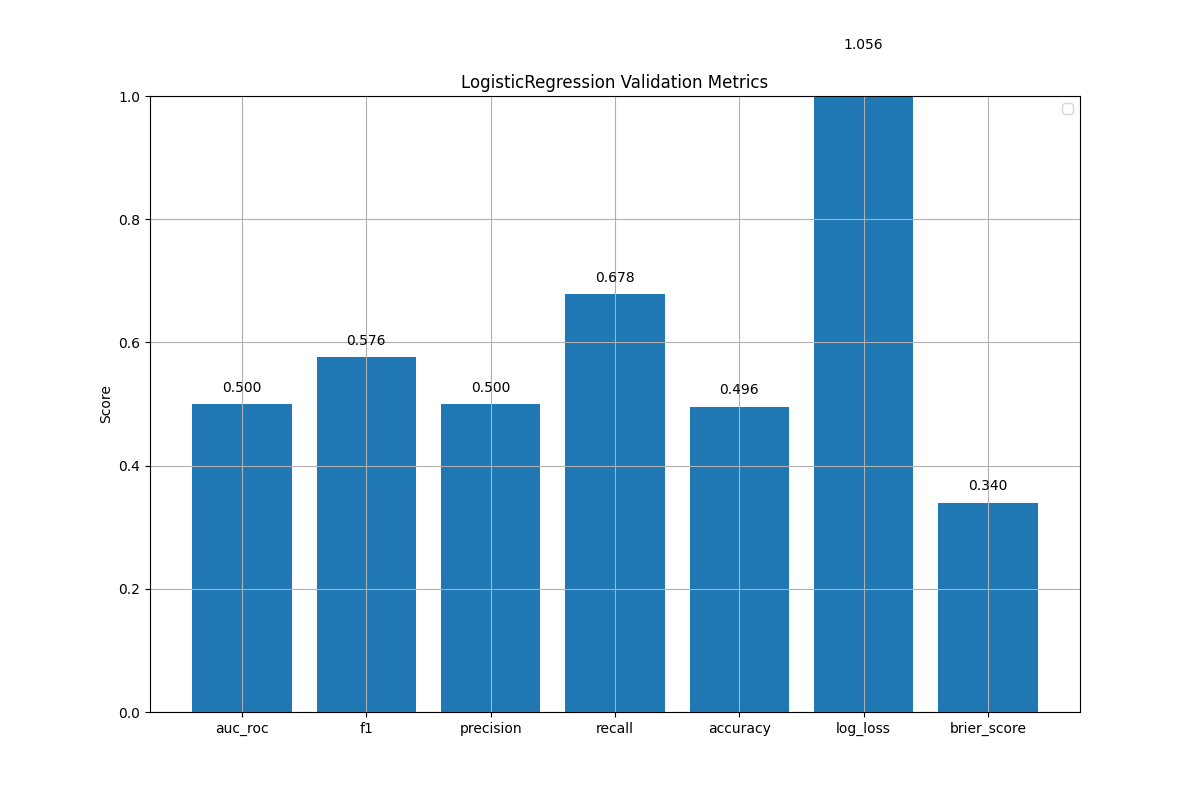 1.056
LogisticRegression Validation Metrics
1.0
0.8
0.678
0.6
0.576
0.500
0.500
0.496
Score
0.4
0.340
0.2
0.0
auc_roc
f1
precision
recall
accuracy
log_loss
brier_score